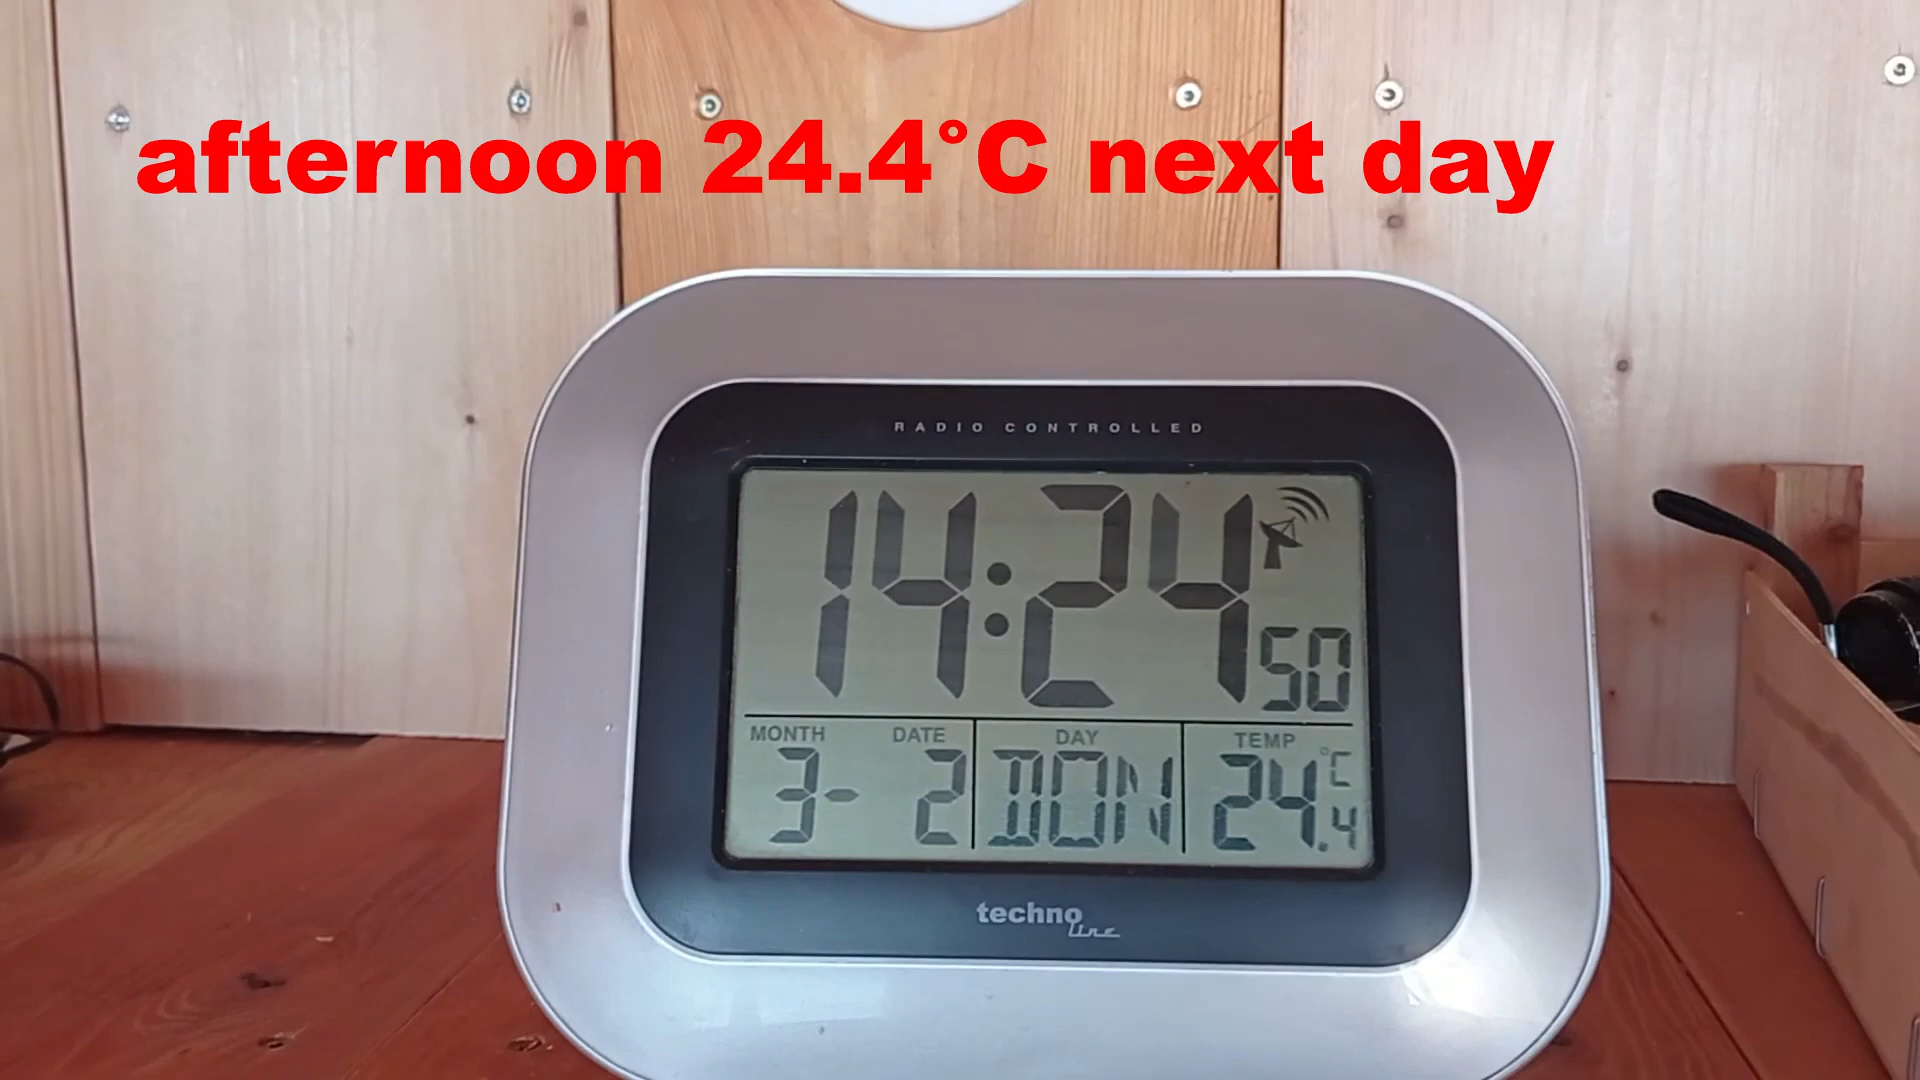 afternoon 24.4°C next day
RADIO CONTROLLED
14:24 50
MONTH DATE DAY TEMP
3- 2 DON 24.4 °C
techno
line